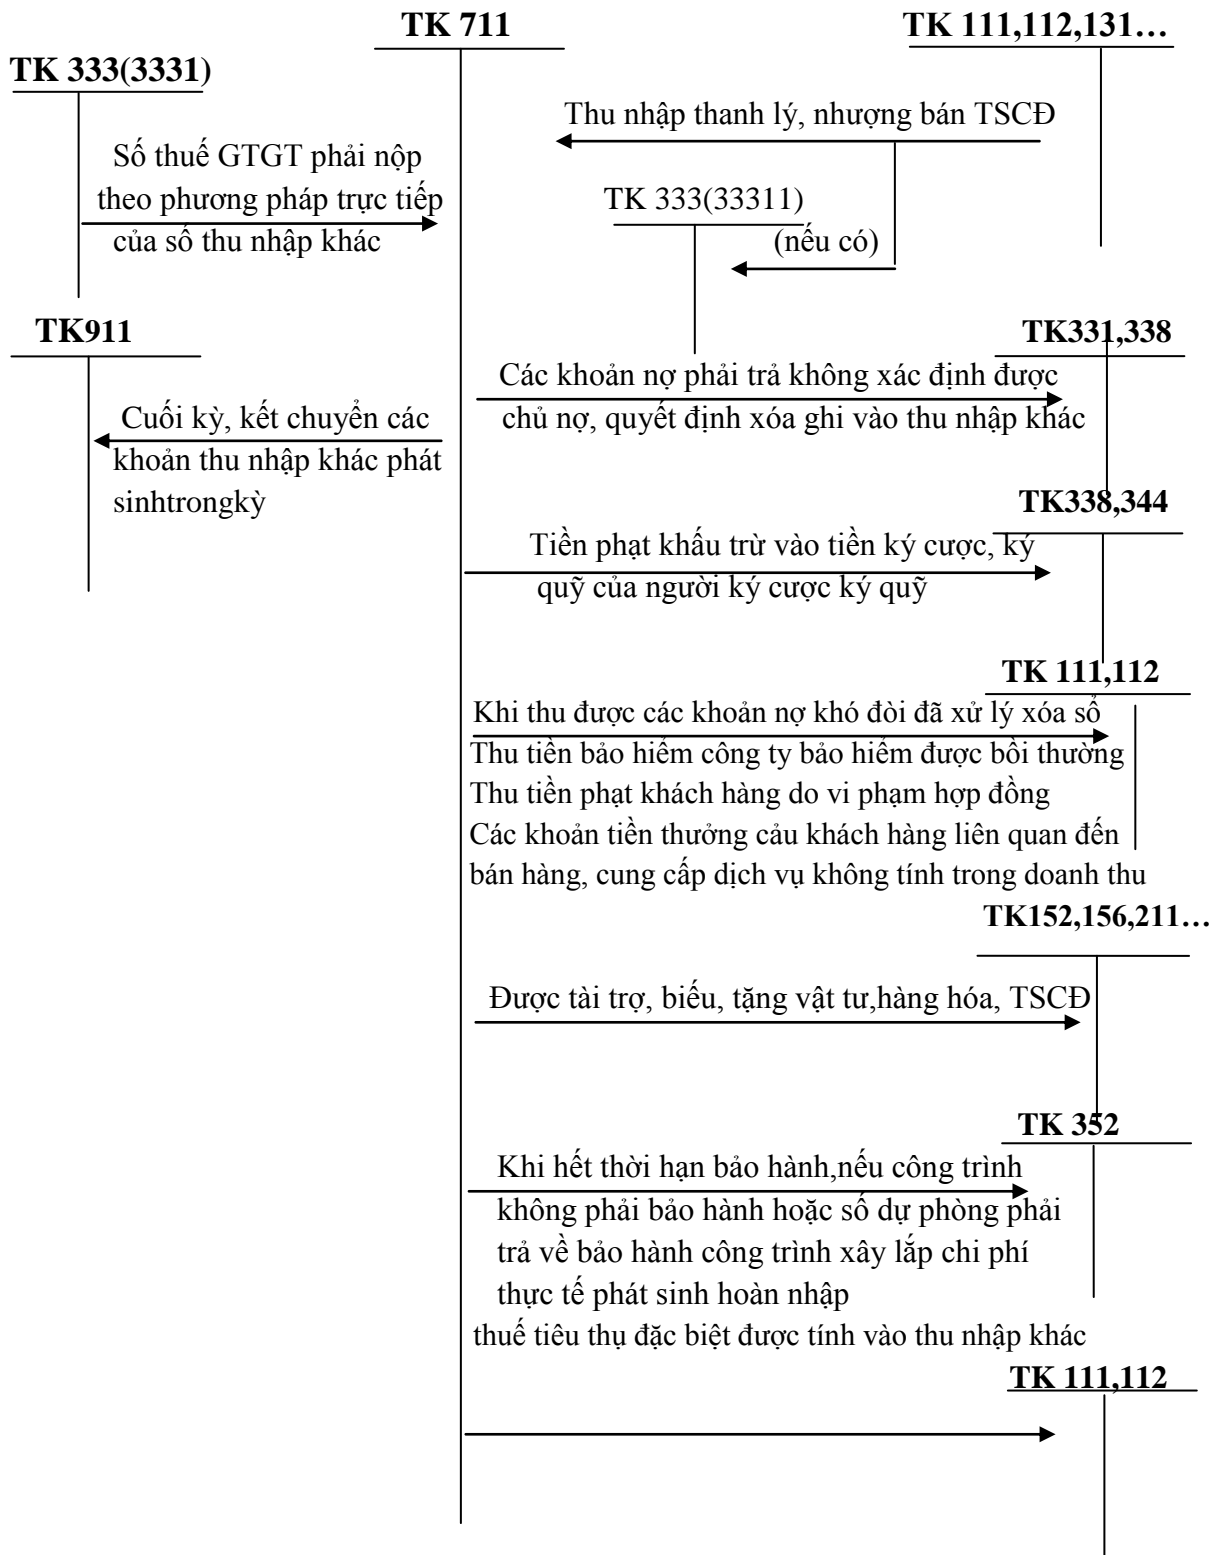 TK 711
TK 111,112,131…
TK 333(3331)
Thu nhập thanh lý, nhượng bán TSCĐ
Số thuế GTGT phải nộp
theo phương pháp trực tiếp
của số thu nhập khác
TK 333(33311)
(nếu có)
TK911
TK331,338
Các khoản nợ phải trả không xác định được
chủ nợ, quyết định xóa ghi vào thu nhập khác
Cuối kỳ, kết chuyển các
khoản thu nhập khác phát
sinhtrongkỳ
TK338,344
Tiền phạt khấu trừ vào tiền ký cược, ký
quỹ của người ký cược ký quỹ
TK 111,112
Khi thu được các khoản nợ khó đòi đã xử lý xóa sổ
Thu tiền bảo hiểm công ty bảo hiểm được bồi thường
Thu tiền phạt khách hàng do vi phạm hợp đồng
Các khoản tiền thưởng cảu khách hàng liên quan đến
bán hàng, cung cấp dịch vụ không tính trong doanh thu
TK152,156,211…
Được tài trợ, biếu, tặng vật tư,hàng hóa, TSCĐ
TK 352
Khi hết thời hạn bảo hành,nếu công trình
không phải bảo hành hoặc số dự phòng phải
trả về bảo hành công trình xây lắp chi phí
thực tế phát sinh hoàn nhập
thuế tiêu thụ đặc biệt được tính vào thu nhập khác
TK 111,112